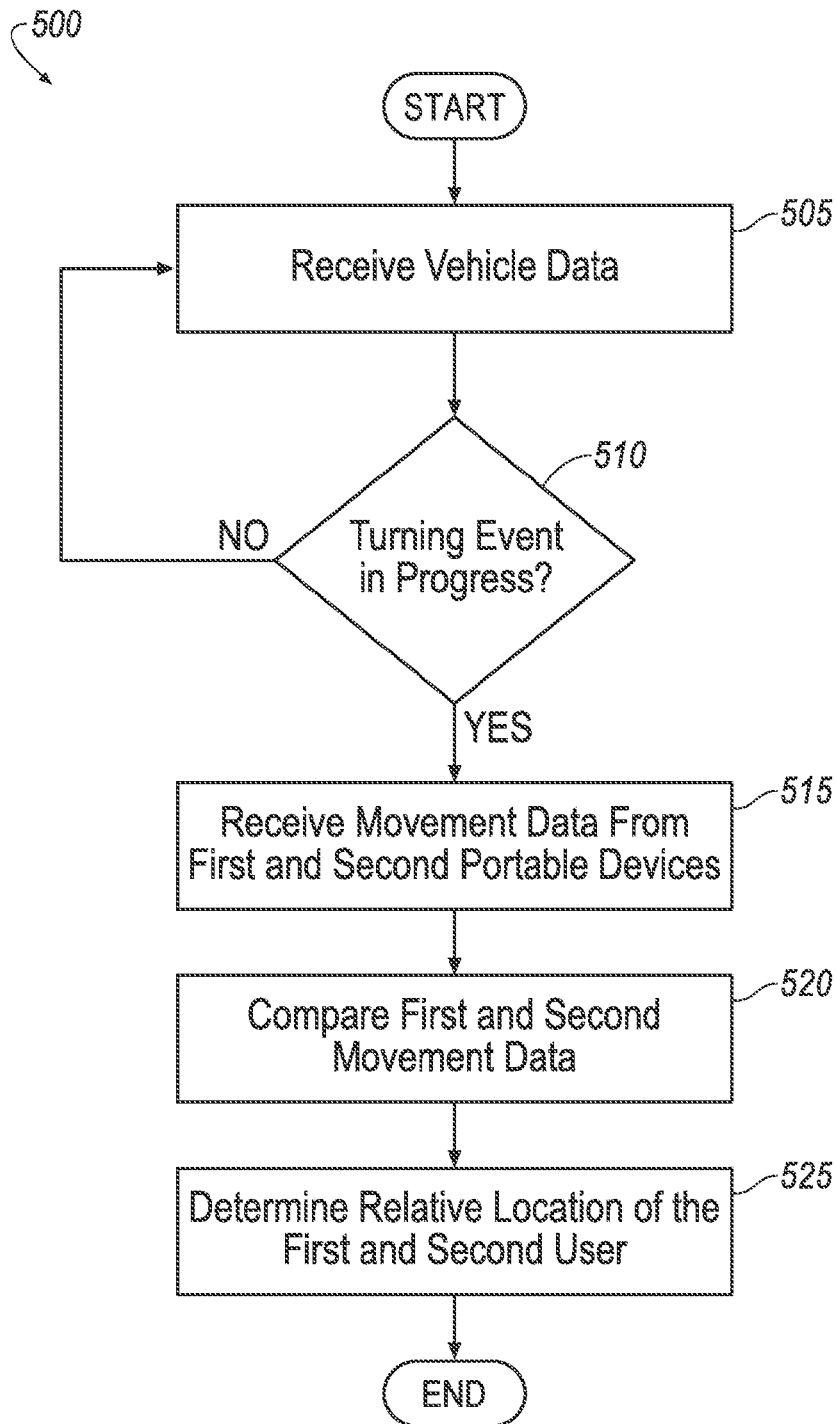 500
START
505
Receive Vehicle Data
510
Turning Event
in Progress?
NO
YES
515
Receive Movement Data From
First and Second Portable Devices
520
Compare First and Second
Movement Data
525
Determine Relative Location of the
First and Second User
END